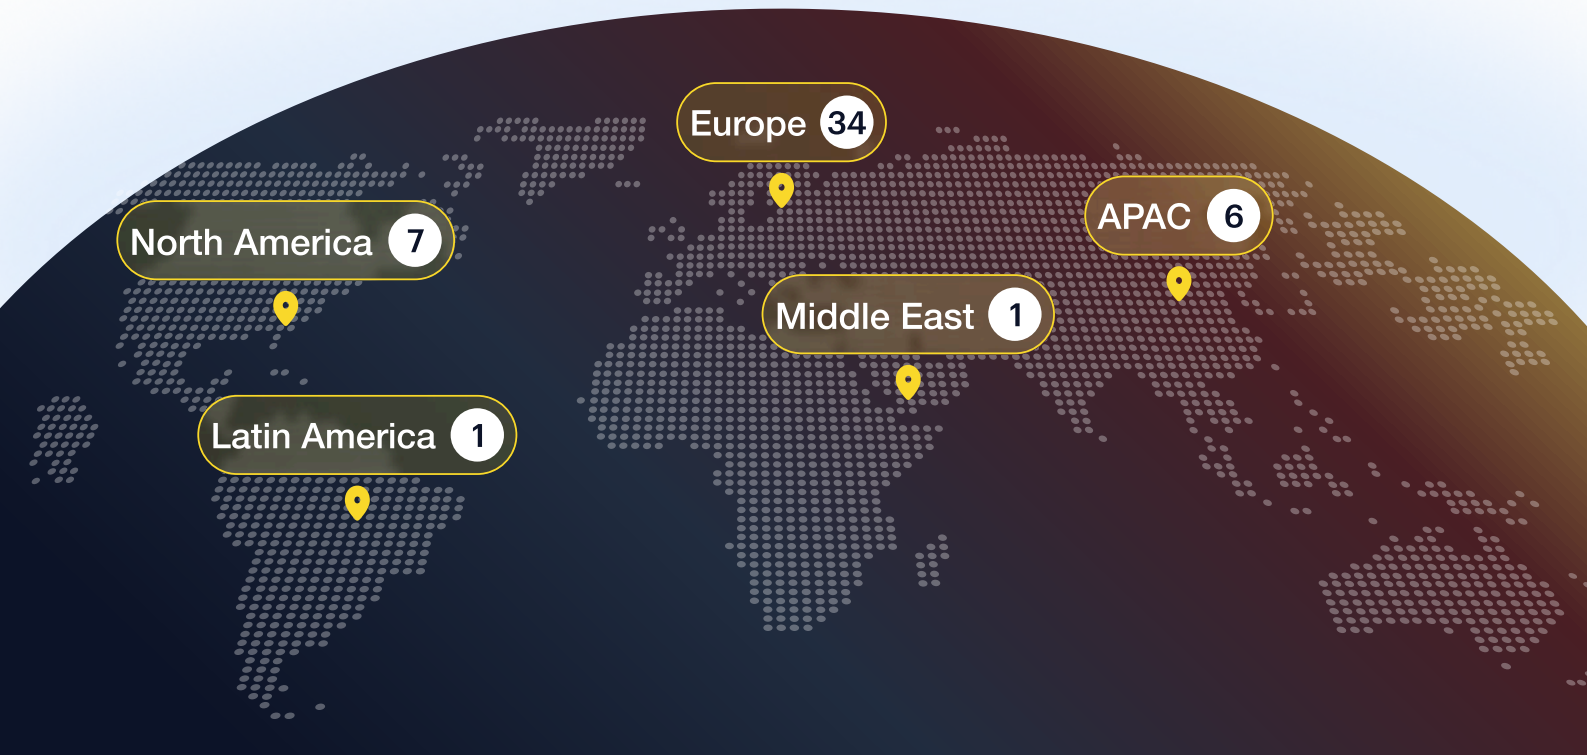 Europe 34
APAC 6
North America 7
Middle East 1
Latin America 1